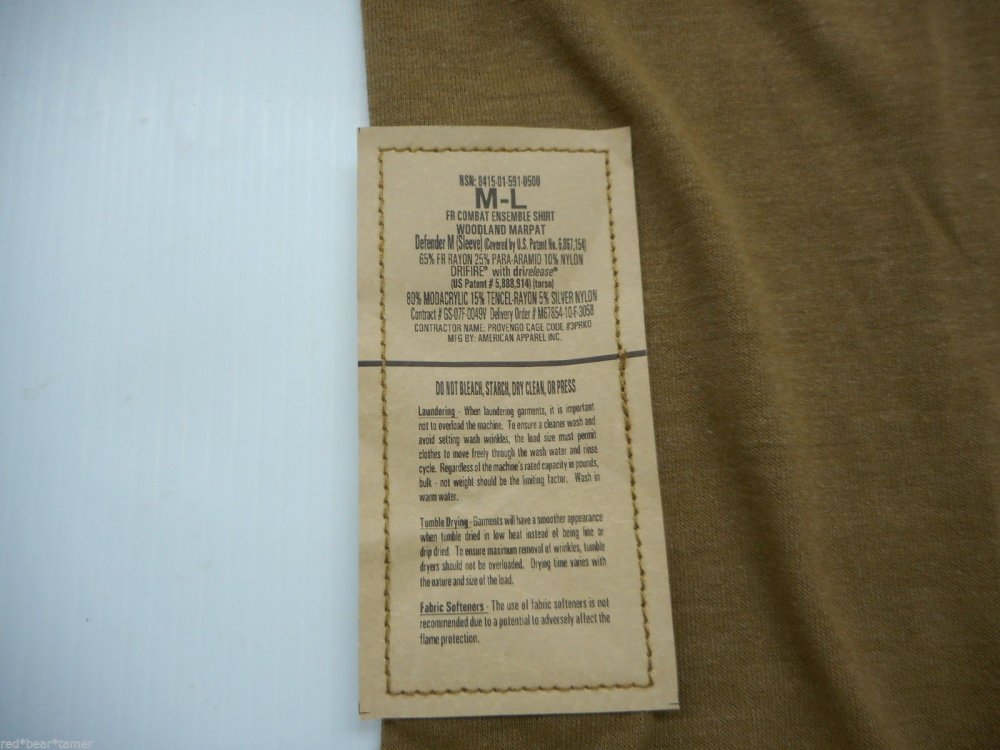 NSN: 8415-01-591-0500
M-L
FR COMBAT ENSEMBLE SHIRT
WOODLAND MARPAT
Defender M (Sleeve) (Covered by U.S. Patent No. 6,867,154)
65% FR RAYON 25% PARA-ARAMID 10% NYLON
DRIFIRE® with drirelease®
(US Patent # 5,888,914) (torso)
80% MODACRYLIC 15% TENCEL-RAYON 5% SILVER NYLON
Contract # GS-07F-0049V Delivery Order # M67854-10-F-3058
CONTRACTOR NAME: PROVENGO CAGE CODE #3PRK0
MFG BY: AMERICAN APPAREL INC.
DO NOT BLEACH, STARCH, DRY CLEAN, OR PRESS
Laundering - When laundering garments, it is important
not to overload the machine. To ensure a cleaner wash and
avoid setting wash wrinkles, the load size must permit
clothes to move freely through the wash water and rinse
cycle. Regardless of the machine's rated capacity in pounds,
bulk - not weight should be the limiting factor. Wash in
warm water.
Tumble Drying - Garments will have a smoother appearance
when tumble dried in low heat instead of being line or
drip dried. To ensure maximum removal of wrinkles, tumble
dryers should not be overloaded. Drying time varies with
the nature and size of the load.
Fabric Softeners - The use of fabric softeners is not
recommended due to a potential to adversely affect the
flame protection.
red*bear*tamer